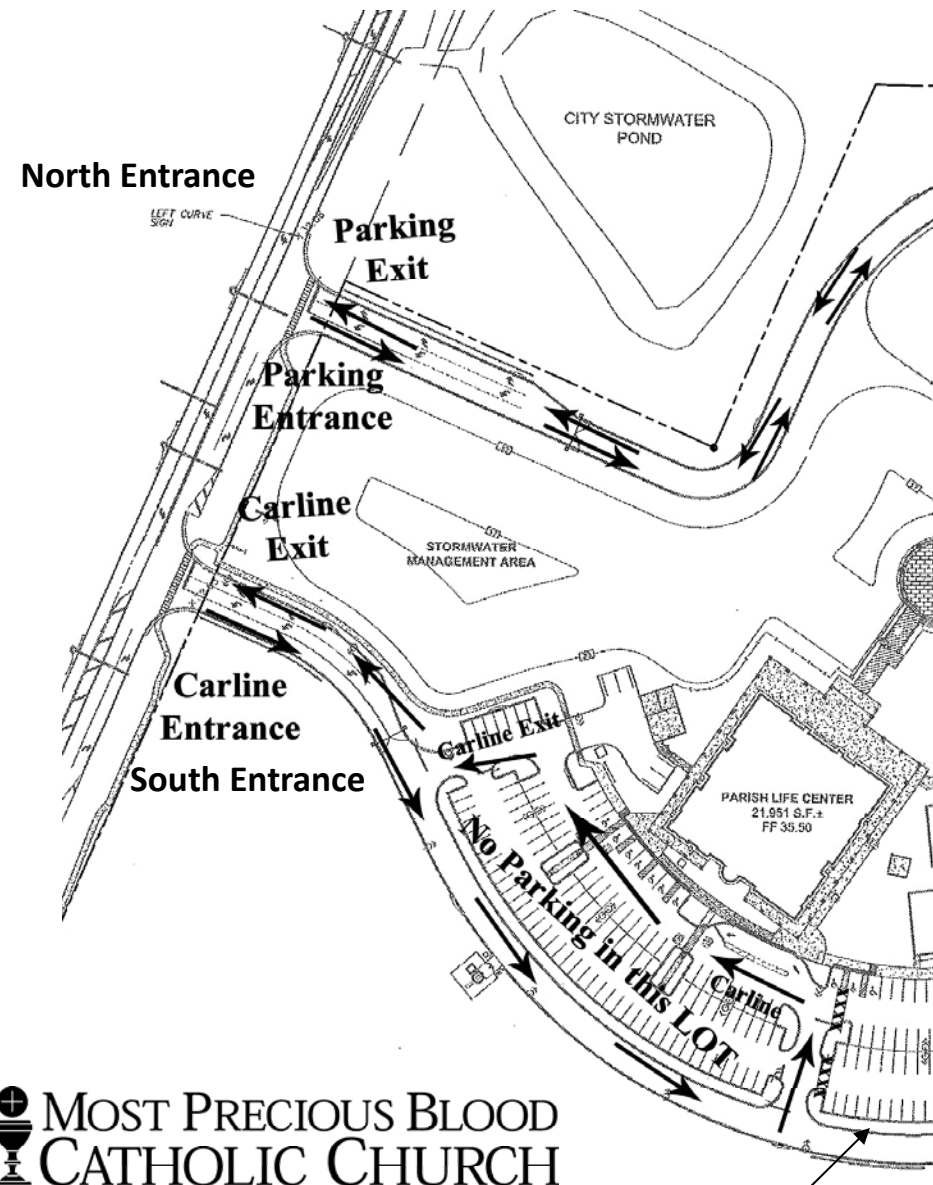 CITY STORMWATER
POND
North Entrance
LEFT CURVE
SIGN
Parking
Exit
Parking
Entrance
Carline
Exit
STORMWATER
MANAGEMENT AREA
Carline
Entrance
South Entrance
Carline Exit
PARISH LIFE CENTER
21.951 S.F.±
FF 35.50
No Parking in this LOT
Carline
XXXX
XXXX
MOST PRECIOUS BLOOD
CATHOLIC CHURCH